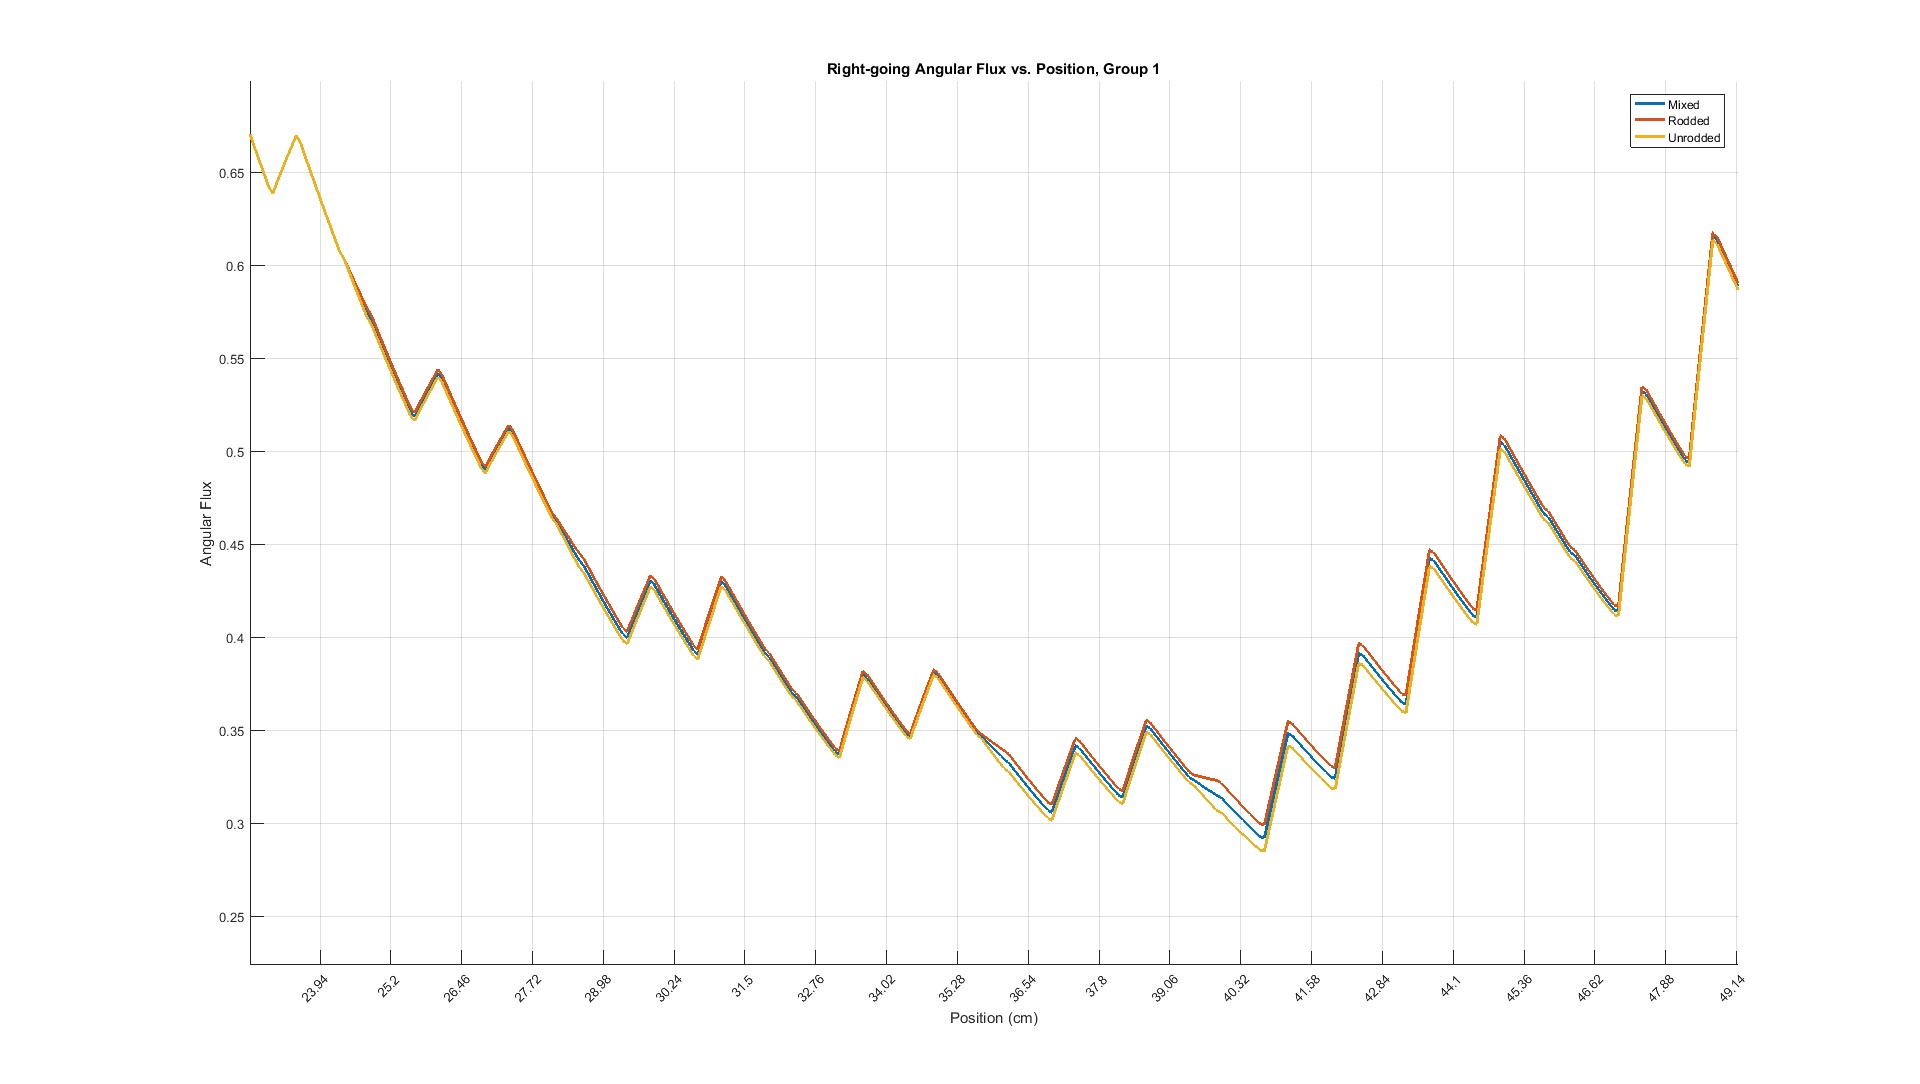 Right-going Angular Flux vs. Position, Group 1
Mixed
Rodded
Unrodded
Angular Flux
0.65
0.6
0.55
0.5
0.45
0.4
0.35
0.3
0.25
23.94 25.2 26.46 27.72 28.98 30.24 31.5 32.76 34.02 35.28 36.54 37.8 39.06 40.32 41.58 42.84 44.1 45.36 46.62 47.88 49.14
Position (cm)